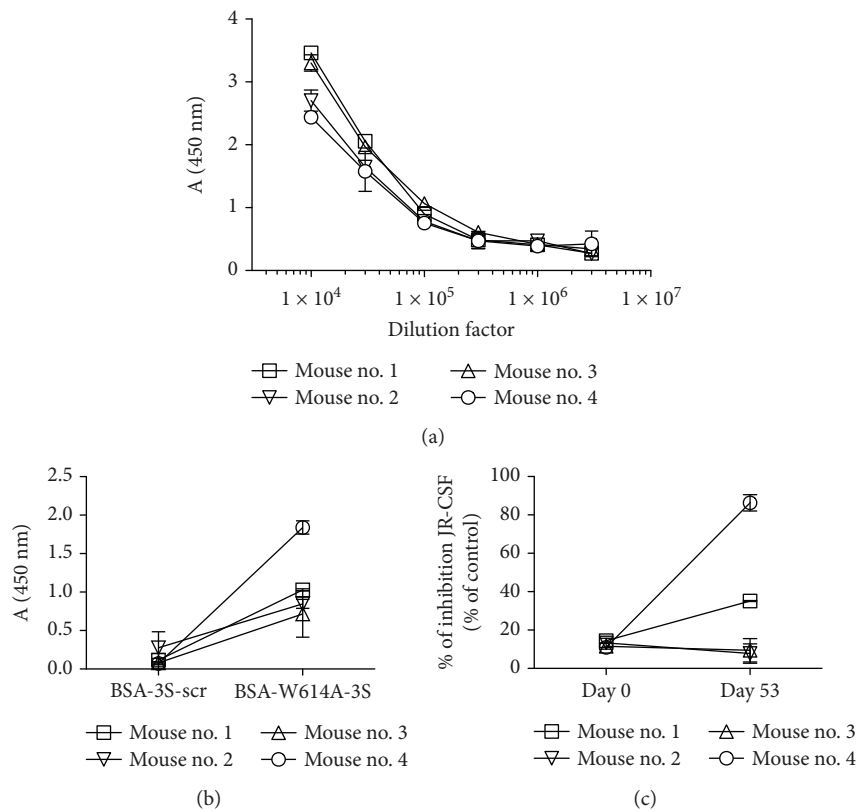 4
3
2
1
0
A (450 nm)
1 × 10⁴ 1 × 10⁵ 1 × 10⁶ 1 × 10⁷
Dilution factor
Mouse no. 1 Mouse no. 3
Mouse no. 2 Mouse no. 4
(a)
2.5
2.0
1.5
1.0
0.5
0.0
A (450 nm)
BSA-3S-scr BSA-W614A-3S
Mouse no. 1 Mouse no. 3
Mouse no. 2 Mouse no. 4
(b)
100
80
60
40
20
0
% of inhibition JR-CSF
(% of control)
Day 0 Day 53
Mouse no. 1 Mouse no. 3
Mouse no. 2 Mouse no. 4
(c)